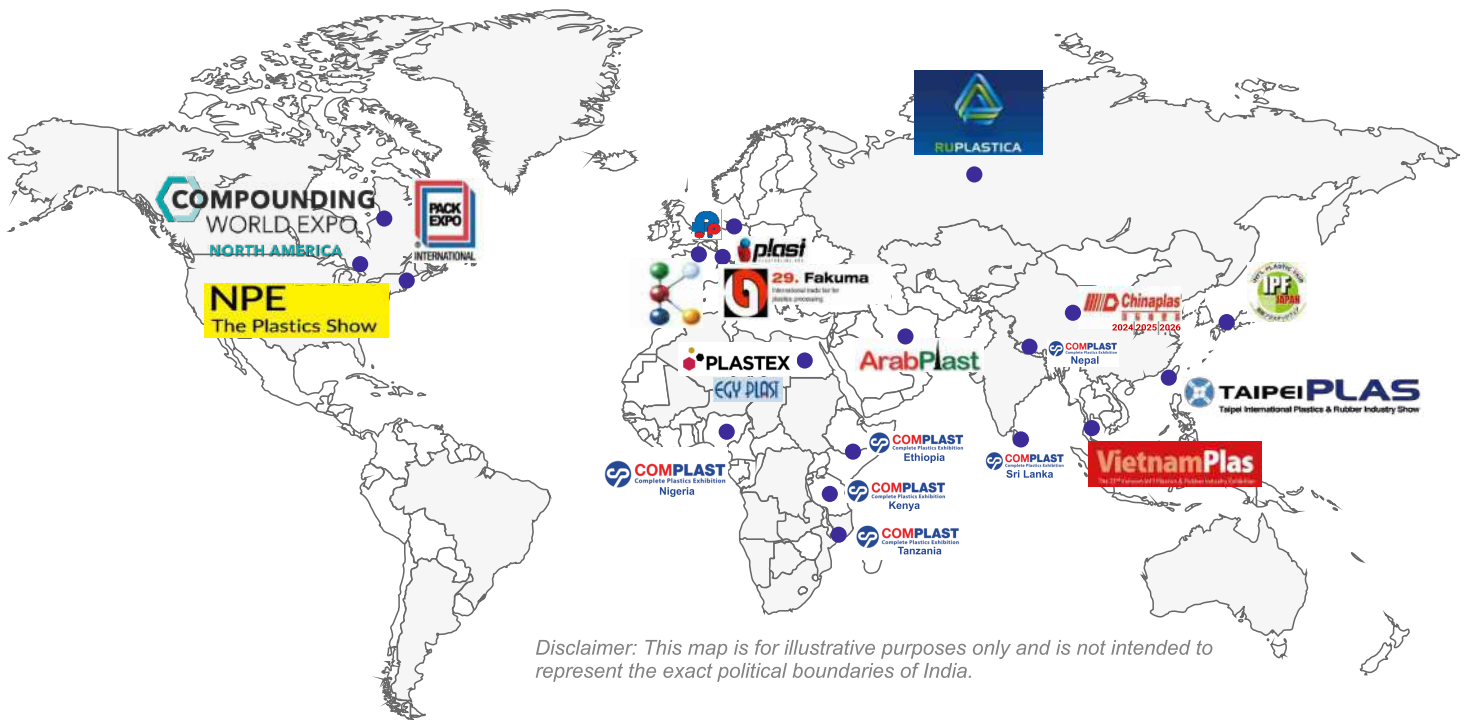 RUPLASTICA
COMPOUNDING
WORLD EXPO
NORTH AMERICA
PACK
EXPO
INTERNATIONAL
NPE
The Plastics Show
plast
29. Fakuma
International trade fair for
plastics processing
Chinaplas
2024 2025 2026
IPF
JAPAN
PLASTEX
EGY PLAST
ArabPlast
COMPLAST
Complete Plastics Exhibition
Nepal
TAIPEIPLAS
Taipei International Plastics & Rubber Industry Show
COMPLAST
Complete Plastics Exhibition
Ethiopia
COMPLAST
Complete Plastics Exhibition
Sri Lanka
VietnamPlas
COMPLAST
Complete Plastics Exhibition
Nigeria
COMPLAST
Complete Plastics Exhibition
Kenya
COMPLAST
Complete Plastics Exhibition
Tanzania
Disclaimer: This map is for illustrative purposes only and is not intended to
represent the exact political boundaries of India.